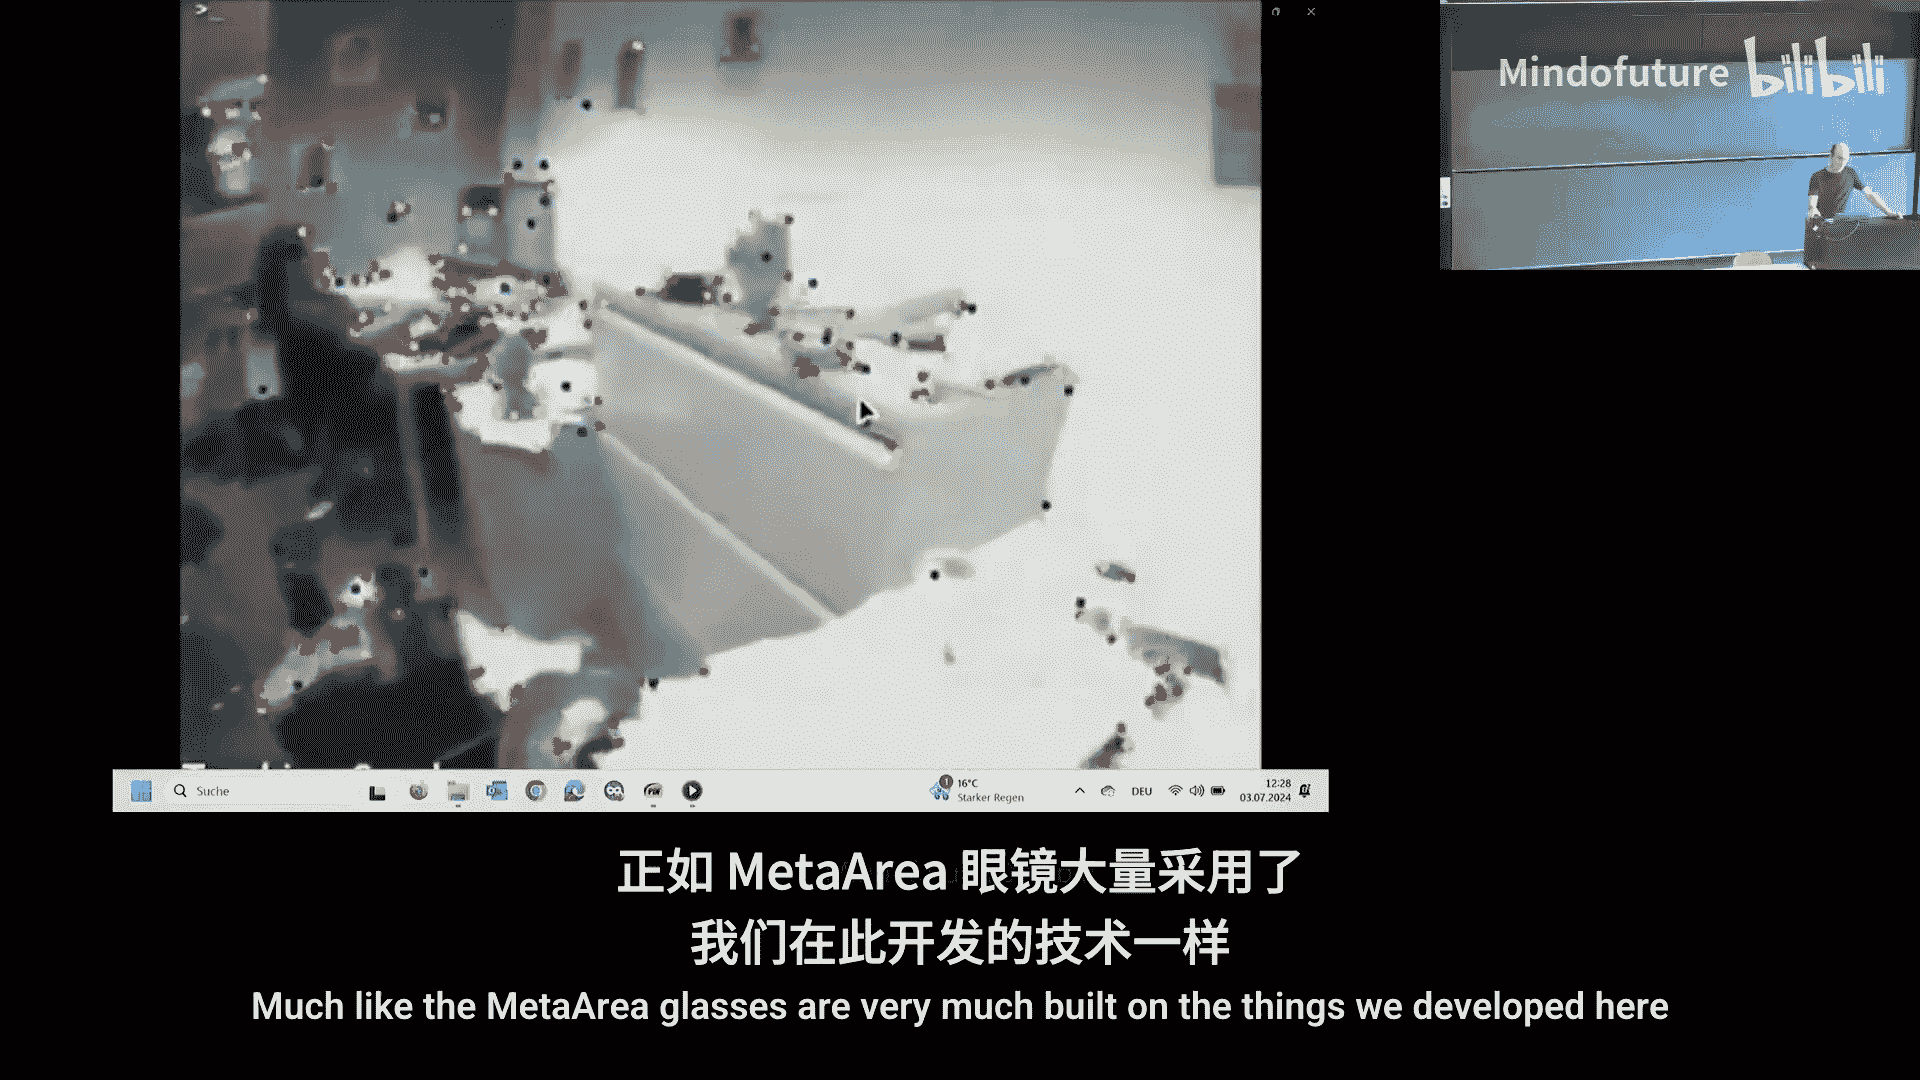 Mindofuture bilibili
Suche
1
16°C
Starker Regen
DEU
12:28
03.07.2024
正如 MetaArea 眼镜大量采用了
我们在此开发的技术一样
Much like the MetaArea glasses are very much built on the things we developed here